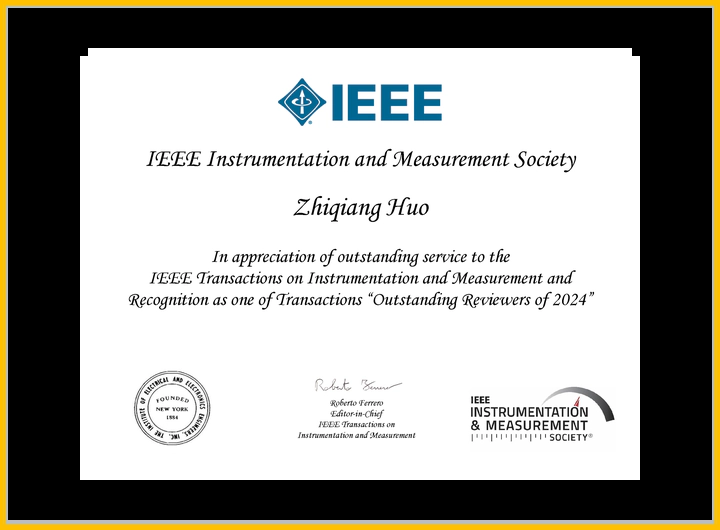 IEEE
IEEE Instrumentation and Measurement Society
Zhiqiang Huo
In appreciation of outstanding service to the
IEEE Transactions on Instrumentation and Measurement and
Recognition as one of Transactions “Outstanding Reviewers of 2024”
THE INSTITUTE OF ELECTRICAL AND ELECTRONICS ENGINEERS, INC.
FOUNDED
NEW YORK
1884
Roberto Ferrero
Roberto Ferrero
Editor-in-Chief
IEEE Transactions on
Instrumentation and Measurement
IEEE
INSTRUMENTATION
& MEASUREMENT
SOCIETY®